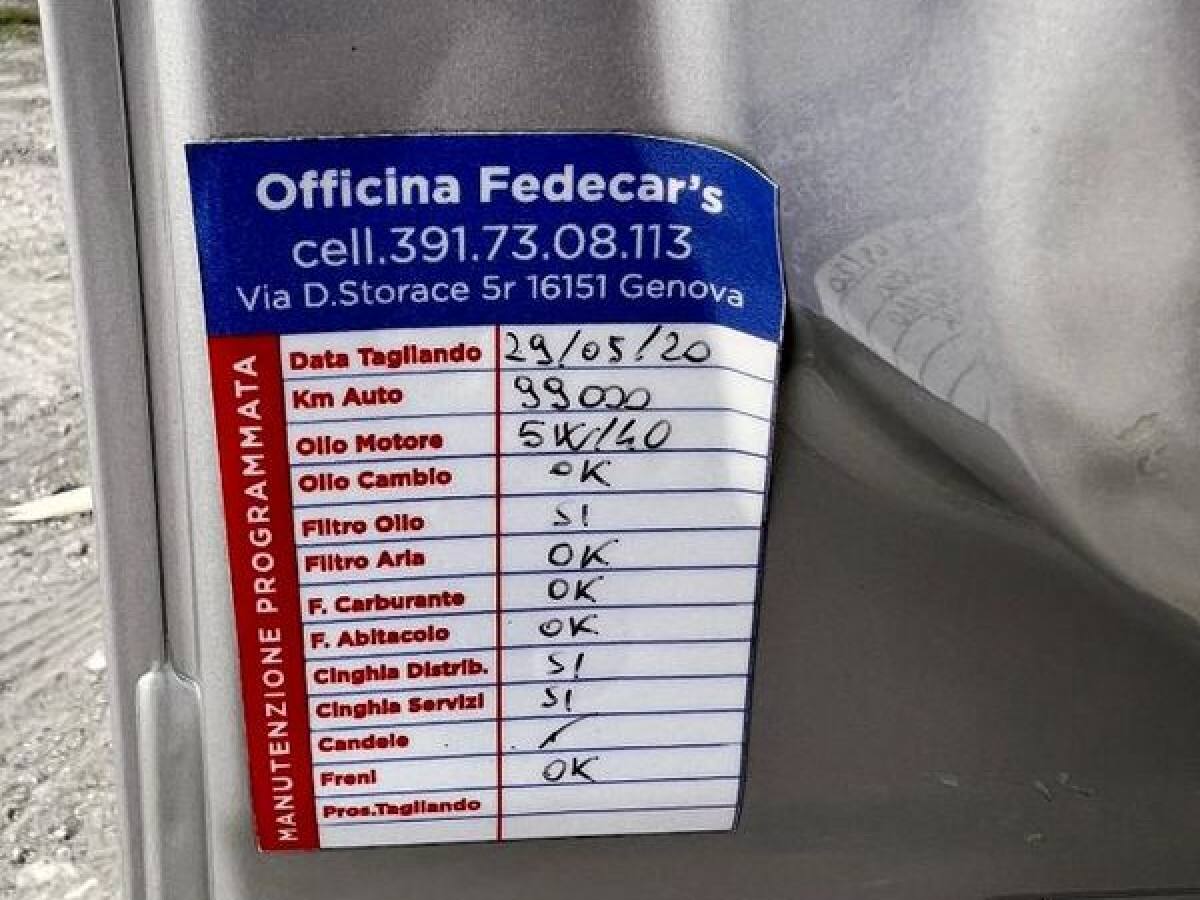 Officina Fedecar's
cell.391.73.08.113
Via D.Storace 5r 16151 Genova
MANUTENZIONE PROGRAMMATA
Data Tagliando 29/05/20
Km Auto 99000
Olio Motore 5W/40
Olio Cambio OK
Filtro Olio SI
Filtro Aria OK
F. Carburante OK
F. Abitacolo OK
Cinghia Distrib. SI
Cinghia Servizi SI
Candele /
Freni OK
Pros.Tagliando